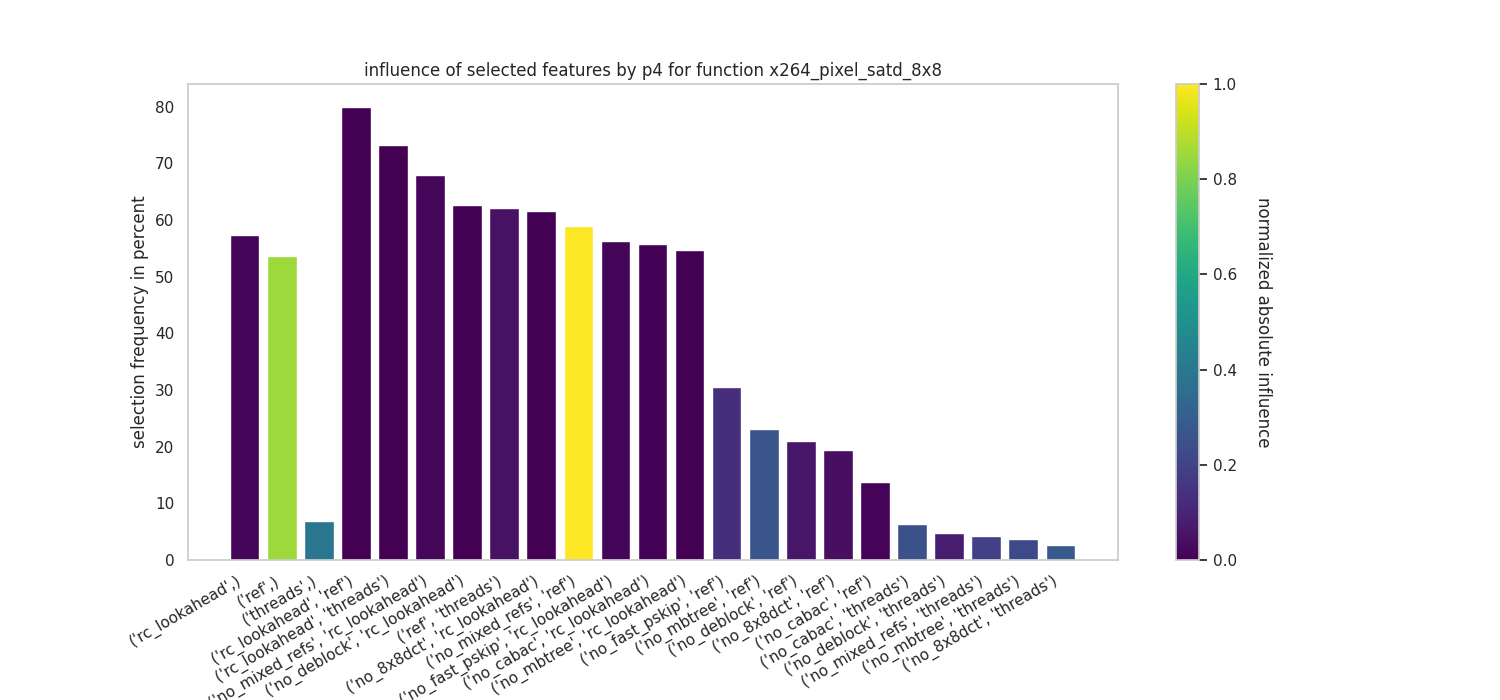 influence of selected features by p4 for function x264_pixel_satd_8x8
selection frequency in percent
80
70
60
50
40
30
20
10
0
('rc_lookahead',)
('ref',)
('threads',)
('rc_lookahead', 'ref')
('rc_lookahead', 'threads')
('no_mixed_refs', 'rc_lookahead')
('no_deblock', 'rc_lookahead')
('ref', 'threads')
('no_8x8dct', 'rc_lookahead')
('no_mixed_refs', 'ref')
('no_fast_pskip', 'rc_lookahead')
('no_cabac', 'rc_lookahead')
('no_mbtree', 'rc_lookahead')
('no_fast_pskip', 'ref')
('no_mbtree', 'ref')
('no_deblock', 'ref')
('no_8x8dct', 'ref')
('no_cabac', 'ref')
('no_cabac', 'threads')
('no_deblock', 'threads')
('no_mixed_refs', 'threads')
('no_mbtree', 'threads')
('no_8x8dct', 'threads')
1.0
0.8
0.6
0.4
0.2
0.0
normalized absolute influence